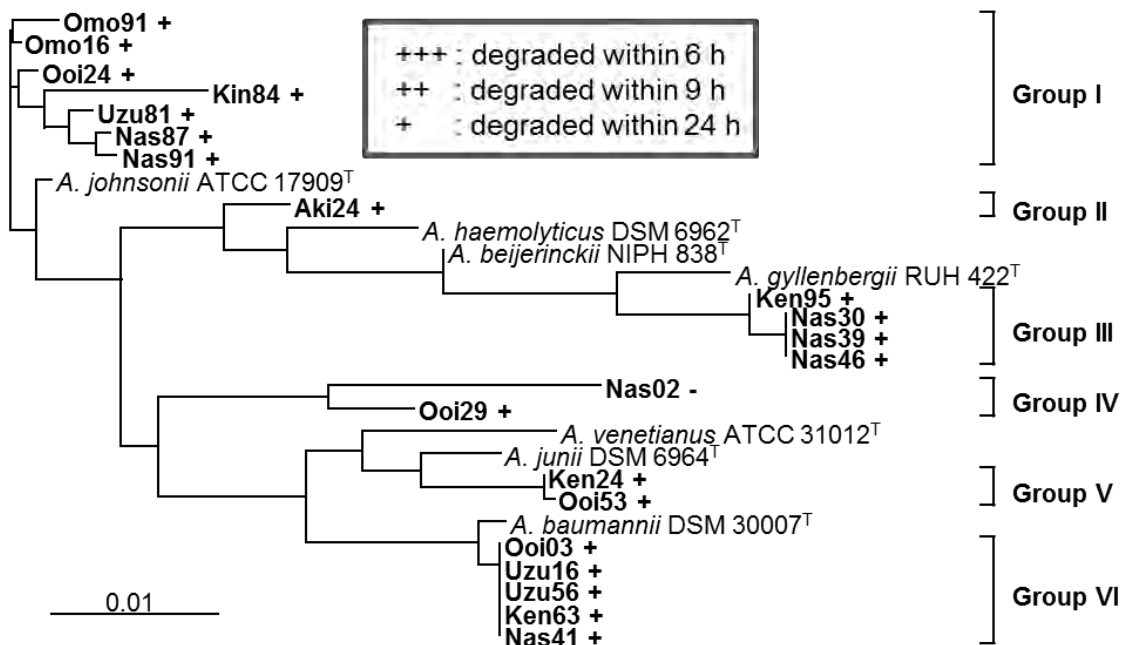 Omo91 +
Omo16 +
Ooi24 +
Kin84 +
Uzu81 +
Nas87 +
Nas91 +
+++ : degraded within 6 h
++ : degraded within 9 h
+ : degraded within 24 h
Group I
A. johnsonii ATCC 17909ᵀ
Aki24 +
Group II
A. haemolyticus DSM 6962ᵀ
A. beijerinckii NIPH 838ᵀ
A. gyllenbergii RUH 422ᵀ
Ken95 +
Nas30 +
Nas39 +
Nas46 +
Group III
Nas02 -
Ooi29 +
Group IV
A. venetianus ATCC 31012ᵀ
A. junii DSM 6964ᵀ
Ken24 +
Ooi53 +
Group V
A. baumannii DSM 30007ᵀ
Ooi03 +
Uzu16 +
Uzu56 +
Ken63 +
Nas41 +
Group VI
0.01